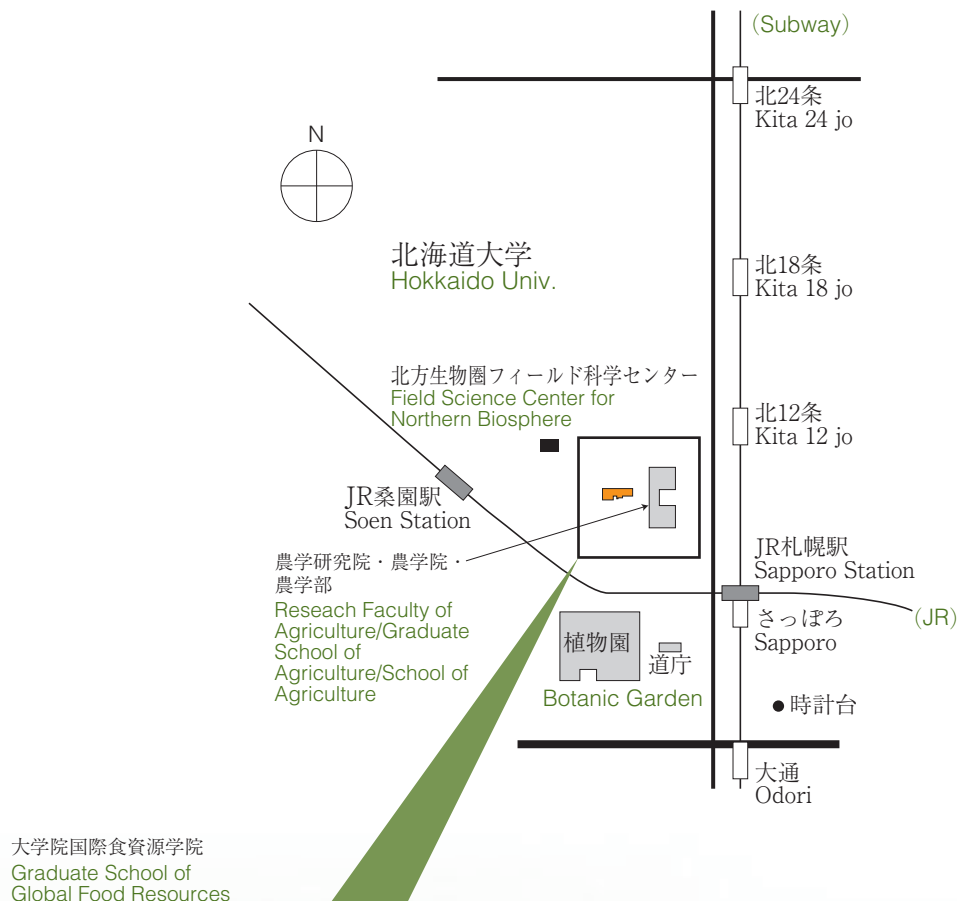 (Subway)
北24条
Kita 24 jo
N
北海道大学
Hokkaido Univ.
北18条
Kita 18 jo
北方生物圏フィールド科学センター
Field Science Center for
Northern Biosphere
北12条
Kita 12 jo
JR桑園駅
Soen Station
農学研究院・農学院・
農学部
Reseach Faculty of
Agriculture/Graduate
School of
Agriculture/School of
Agriculture
JR札幌駅
Sapporo Station
(JR)
さっぽろ
Sapporo
植物園
道庁
Botanic Garden
時計台
大通
Odori
大学院国際食資源学院
Graduate School of
Global Food Resources